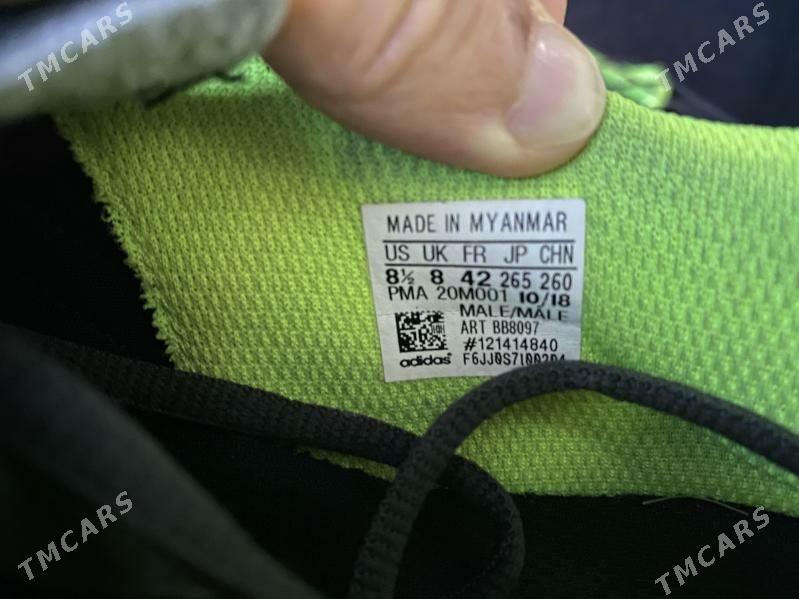 TMCARS
TMCARS
MADE IN MYANMAR
US UK FR JP CHN
8½ 8 42 265 260
PMA 20M001 10/18
MALE/MÂLE
ART BB8097
#121414840
adidas
TMCARS
TMCARS